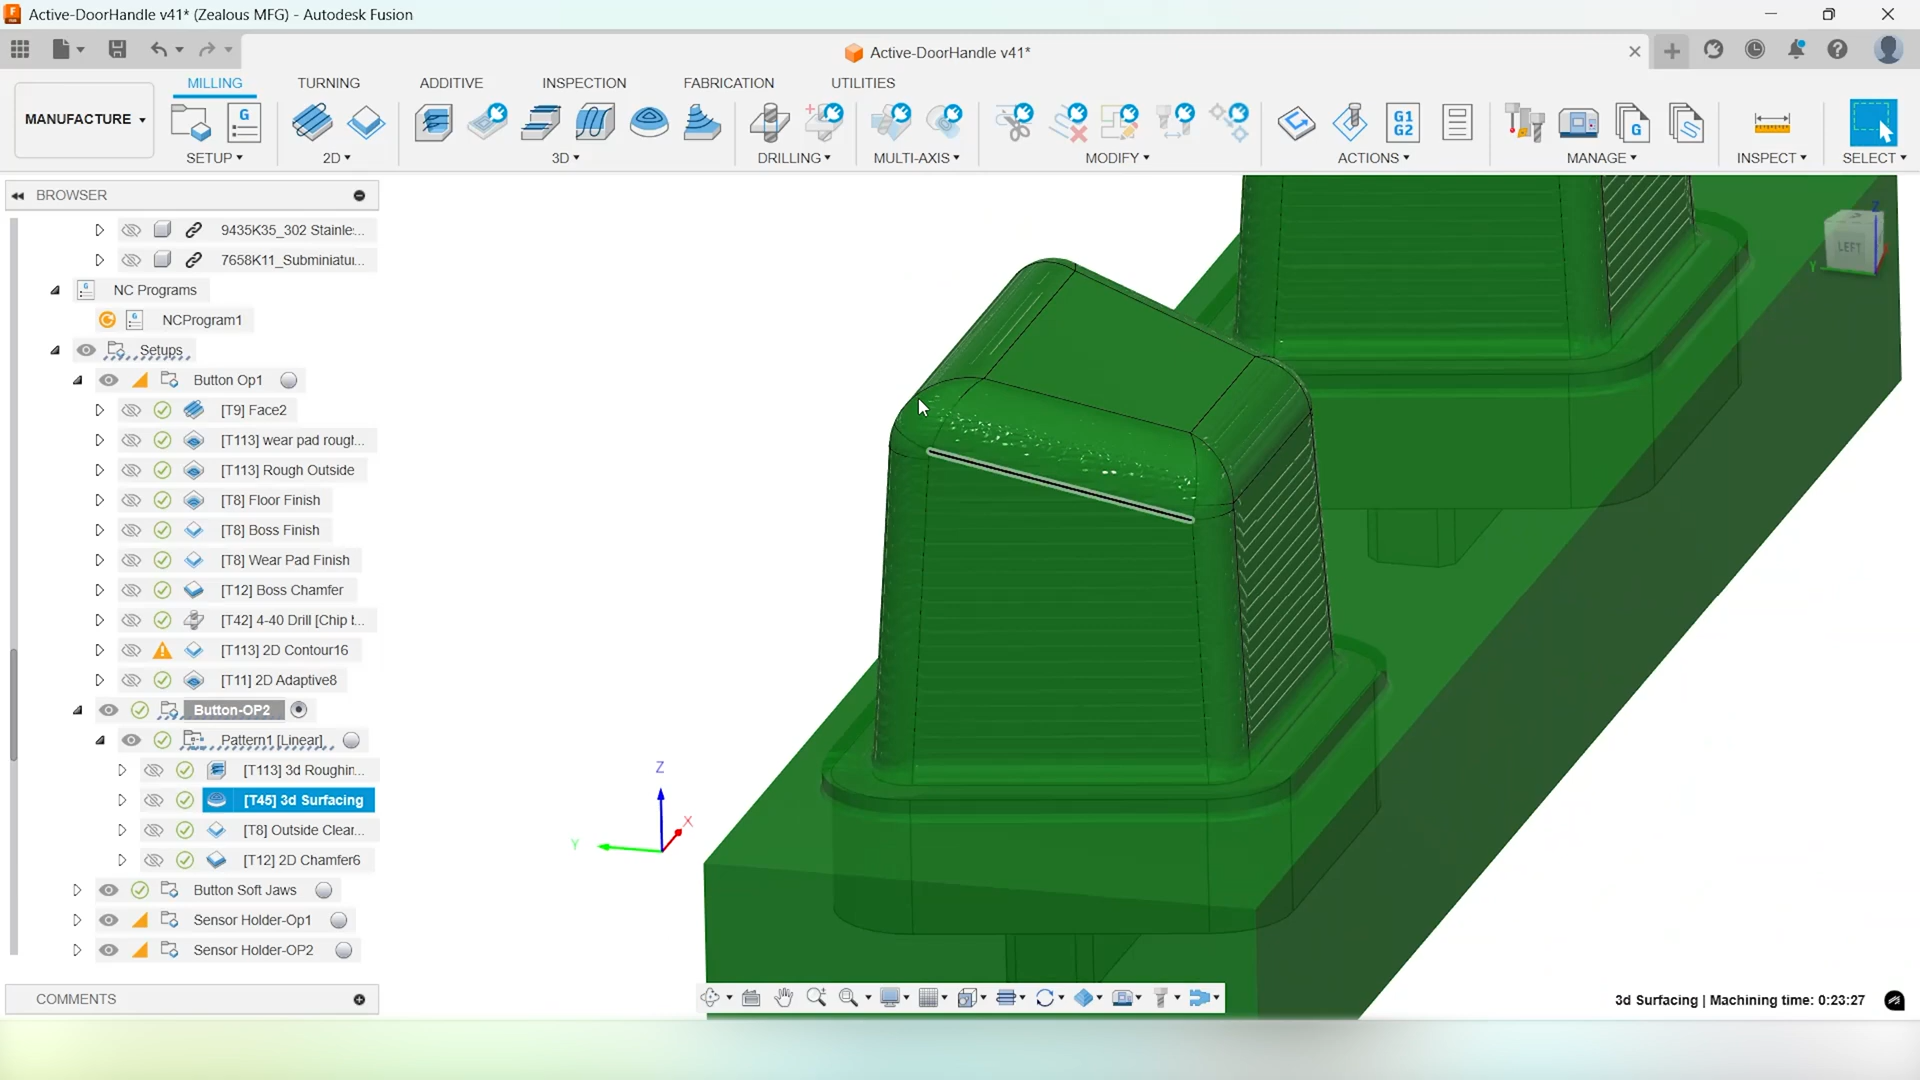 Active-DoorHandle v41* (Zealous MFG) - Autodesk Fusion
Active-DoorHandle v41*
MILLING TURNING ADDITIVE INSPECTION FABRICATION UTILITIES
MANUFACTURE
G
G1
G2
G
SETUP 2D 3D DRILLING MULTI-AXIS MODIFY ACTIONS MANAGE INSPECT SELECT
BROWSER
9435K35_302 Stainle...
7658K11_Subminiatu...
NC Programs
NCProgram1
Setups
Button Op1
[T9] Face2
[T113] wear pad rougl...
[T113] Rough Outside
[T8] Floor Finish
[T8] Boss Finish
[T8] Wear Pad Finish
[T12] Boss Chamfer
[T42] 4-40 Drill [Chip b...
[T113] 2D Contour16
[T11] 2D Adaptive8
Button-OP2
Pattern1 [Linear]
[T113] 3d Roughin...
[T45] 3d Surfacing
[T8] Outside Clear...
[T12] 2D Chamfer6
Button Soft Jaws
Sensor Holder-Op1
Sensor Holder-OP2
COMMENTS
Z
X
Y
Z
LEFT
Y
3d Surfacing | Machining time: 0:23:27